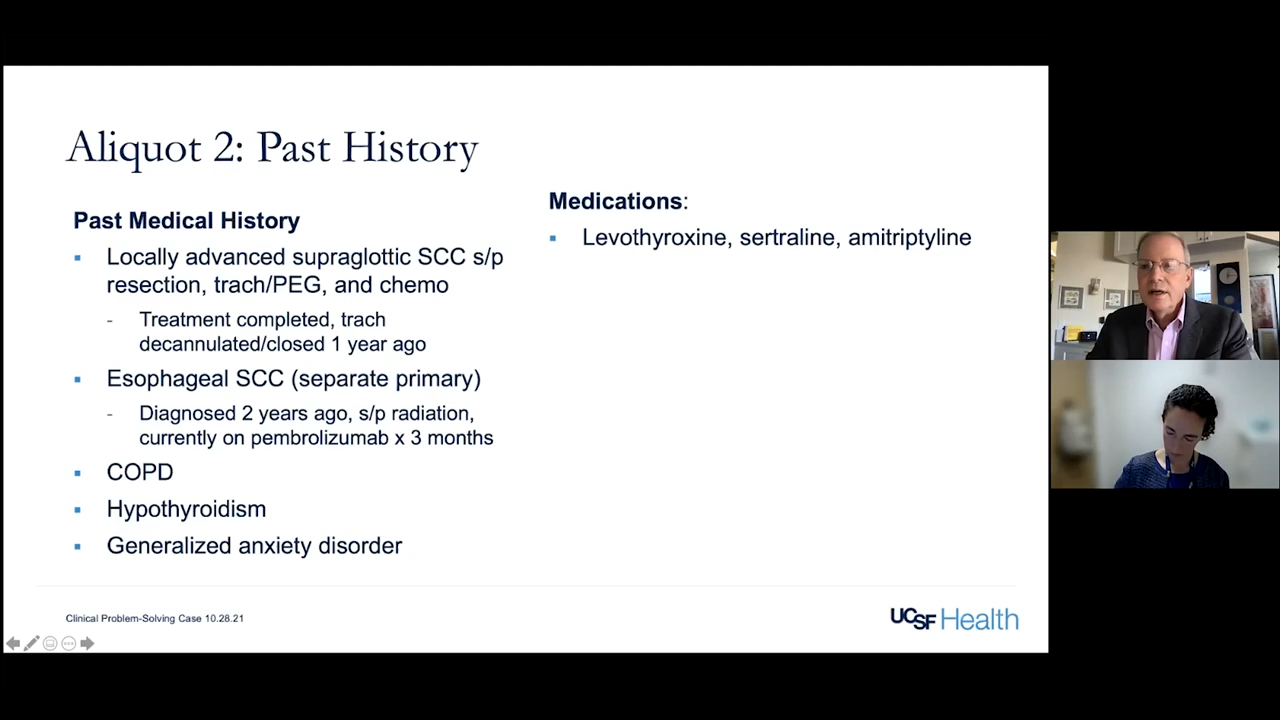 Aliquot 2: Past History
Past Medical History
Locally advanced supraglottic SCC s/p
resection, trach/PEG, and chemo
- Treatment completed, trach
decannulated/closed 1 year ago
Esophageal SCC (separate primary)
- Diagnosed 2 years ago, s/p radiation,
currently on pembrolizumab x 3 months
COPD
Hypothyroidism
Generalized anxiety disorder
Medications:
Levothyroxine, sertraline, amitriptyline
Clinical Problem-Solving Case 10.28.21
UCSF Health